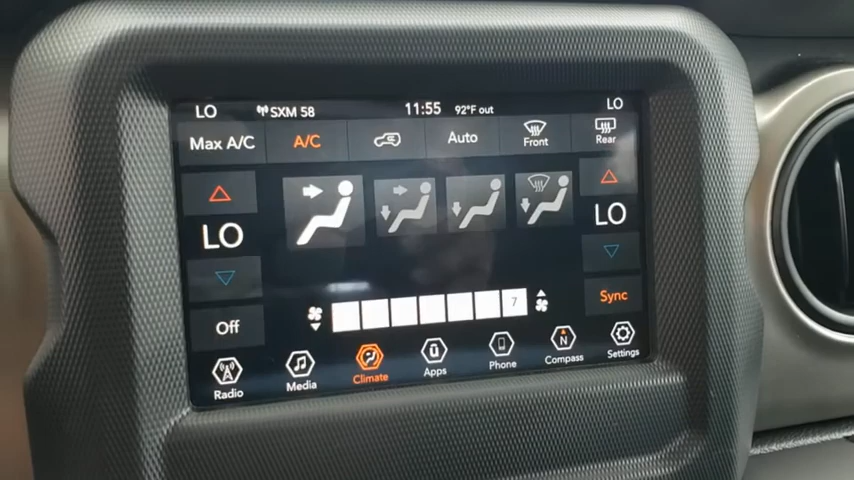 LO SXM 58 11:55 92°F out LO
Max A/C A/C Auto Front Rear
LO LO
7
Off Sync
Radio Media Climate Apps Phone Compass Settings
ū N